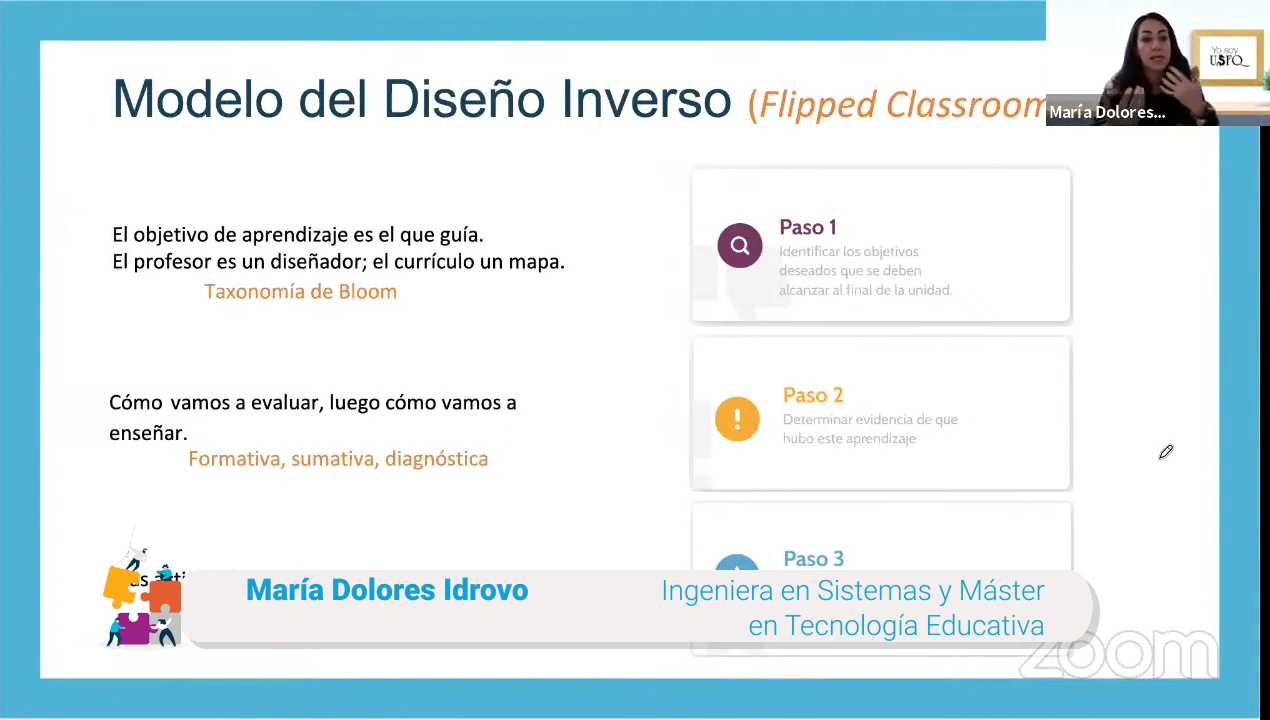 Modelo del Diseño Inverso (Flipped Classroom
Yo soy
USFQ
María Dolores...
El objetivo de aprendizaje es el que guía.
El profesor es un diseñador; el currículo un mapa.
Taxonomía de Bloom
Paso 1
Identificar los objetivos
deseados que se deben
alcanzar al final de la unidad.
Cómo vamos a evaluar, luego cómo vamos a
enseñar.
Formativa, sumativa, diagnóstica
Paso 2
Determinar evidencia de que
hubo este aprendizaje
Paso 3
María Dolores Idrovo
Ingeniera en Sistemas y Máster
en Tecnología Educativa
zoom